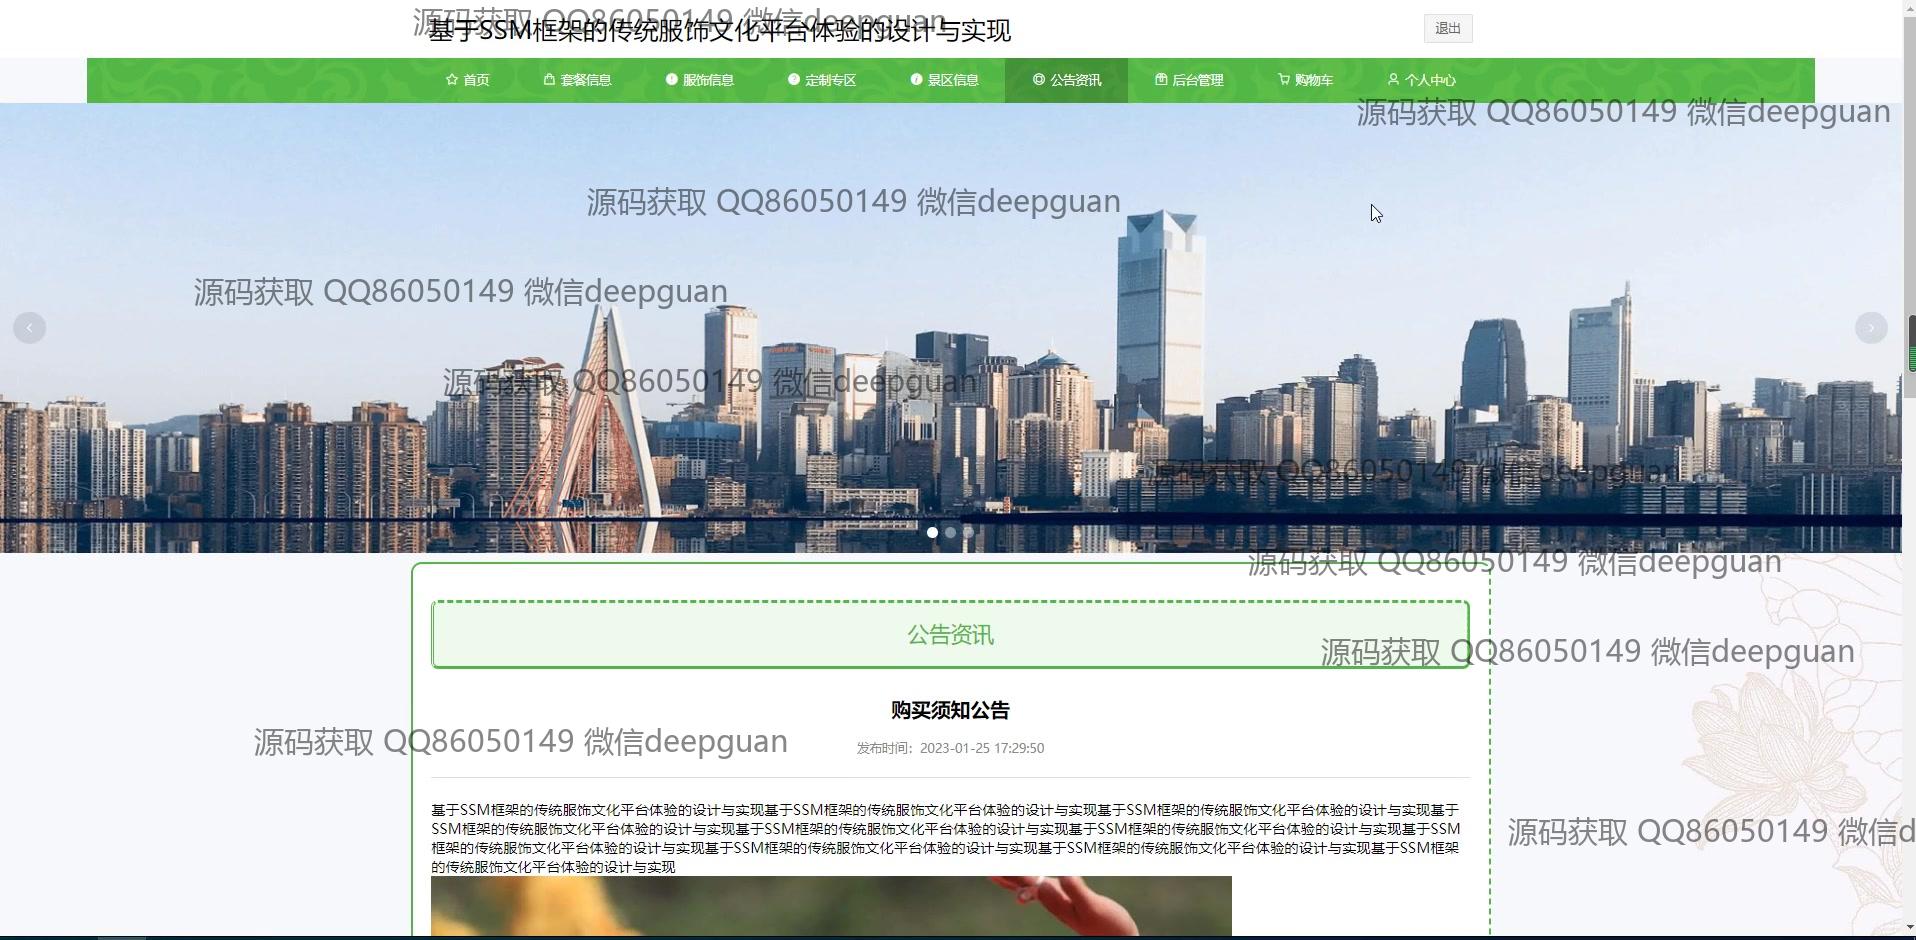 源码获取 QQ86050149 微信deepguan
基于SSM框架的传统服饰文化平台体验的设计与实现
退出
首页 套餐信息 服饰信息 定制专区 景区信息 公告资讯 后台管理 购物车 个人中心
源码获取 QQ86050149 微信deepguan
源码获取 QQ86050149 微信deepguan
源码获取 QQ86050149 微信deepguan
源码获取 QQ86050149 微信deepguan
源码获取 QQ86050149 微信deepguan
源码获取 QQ86050149 微信deepguan
公告资讯
源码获取 QQ86050149 微信deepguan
购买须知公告
源码获取 QQ86050149 微信deepguan
发布时间：2023-01-25 17:29:50
基于SSM框架的传统服饰文化平台体验的设计与实现基于SSM框架的传统服饰文化平台体验的设计与实现基于SSM框架的传统服饰文化平台体验的设计与实现基于
SSM框架的传统服饰文化平台体验的设计与实现基于SSM框架的传统服饰文化平台体验的设计与实现基于SSM框架的传统服饰文化平台体验的设计与实现基于SSM
框架的传统服饰文化平台体验的设计与实现基于SSM框架的传统服饰文化平台体验的设计与实现基于SSM框架的传统服饰文化平台体验的设计与实现基于SSM框架
的传统服饰文化平台体验的设计与实现
源码获取 QQ86050149 微信d